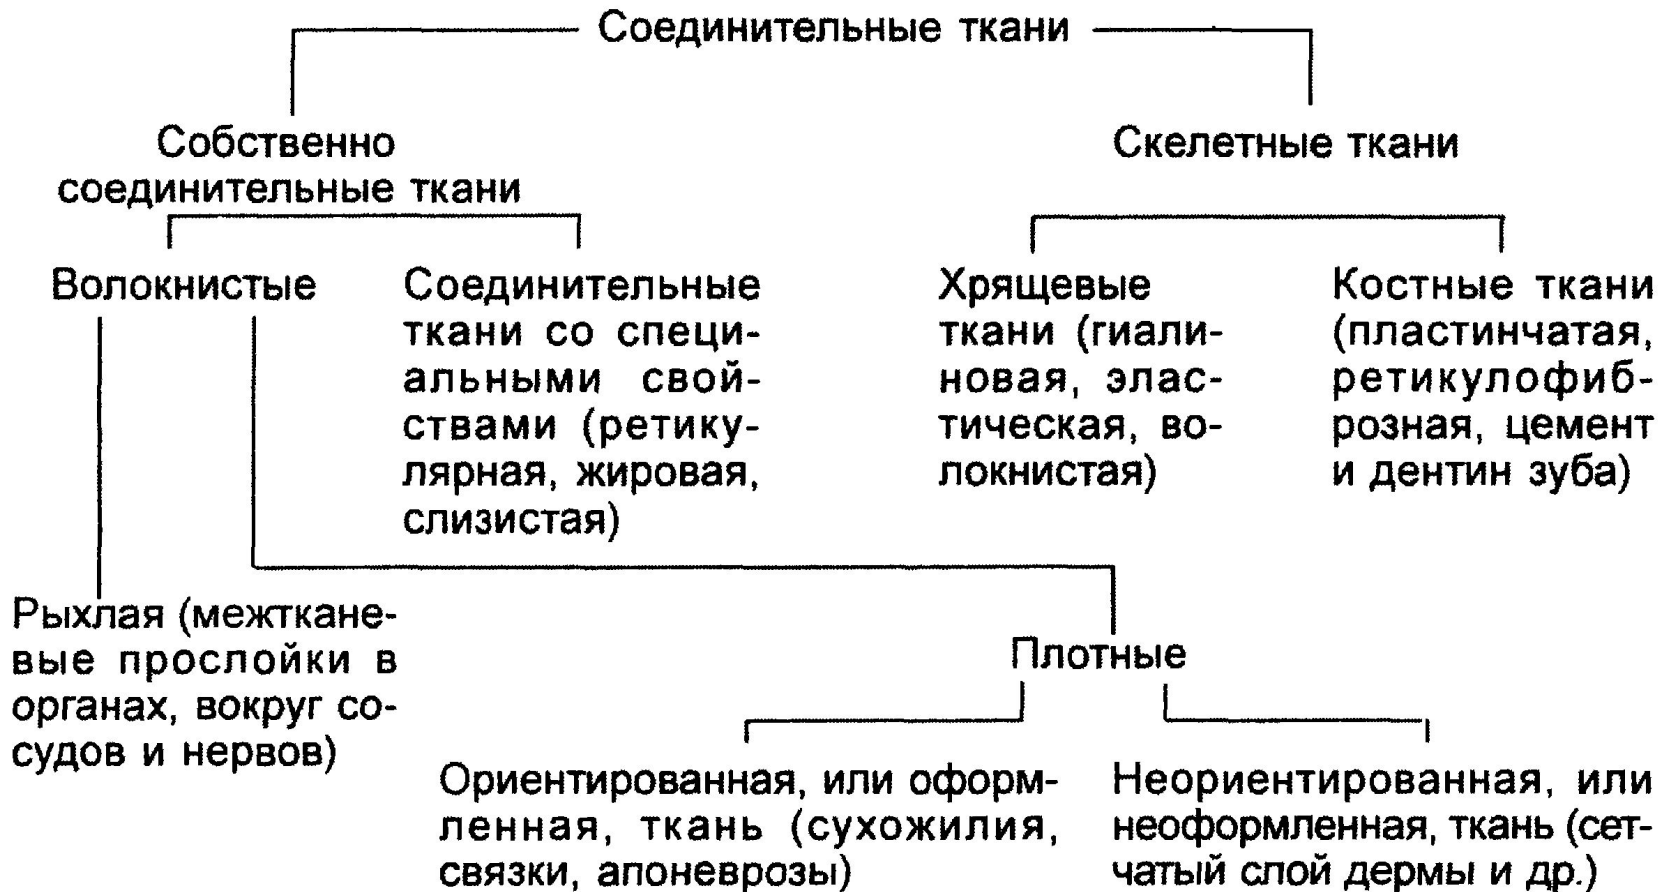 Соединительные ткани
Собственно
соединительные ткани
Скелетные ткани
Волокнистые
Соединительные
ткани со специ-
альными свой-
ствами (ретику-
лярная, жировая,
слизистая)
Хрящевые
ткани (гиали-
новая, элас-
тическая, во-
локнистая)
Костные ткани
(пластинчатая,
ретикулофиб-
розная, цемент
и дентин зуба)
Рыхлая (межткане-
вые прослойки в
органах, вокруг со-
судов и нервов)
Плотные
Ориентированная, или оформ-
ленная, ткань (сухожилия,
связки, апоневрозы)
Неориентированная, или
неоформленная, ткань (сет-
чатый слой дермы и др.)